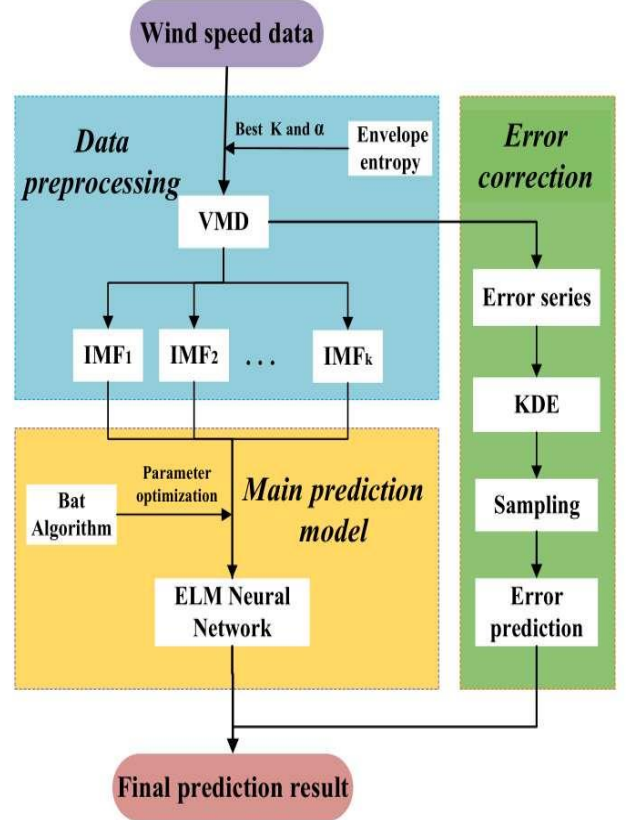 Wind speed data
Data
preprocessing
Best K and α
Envelope
entropy
VMD
IMF1
IMF2
. . .
IMFk
Error
correction
Error series
KDE
Sampling
Error
prediction
Parameter
optimization
Bat
Algorithm
Main prediction
model
ELM Neural
Network
Final prediction result